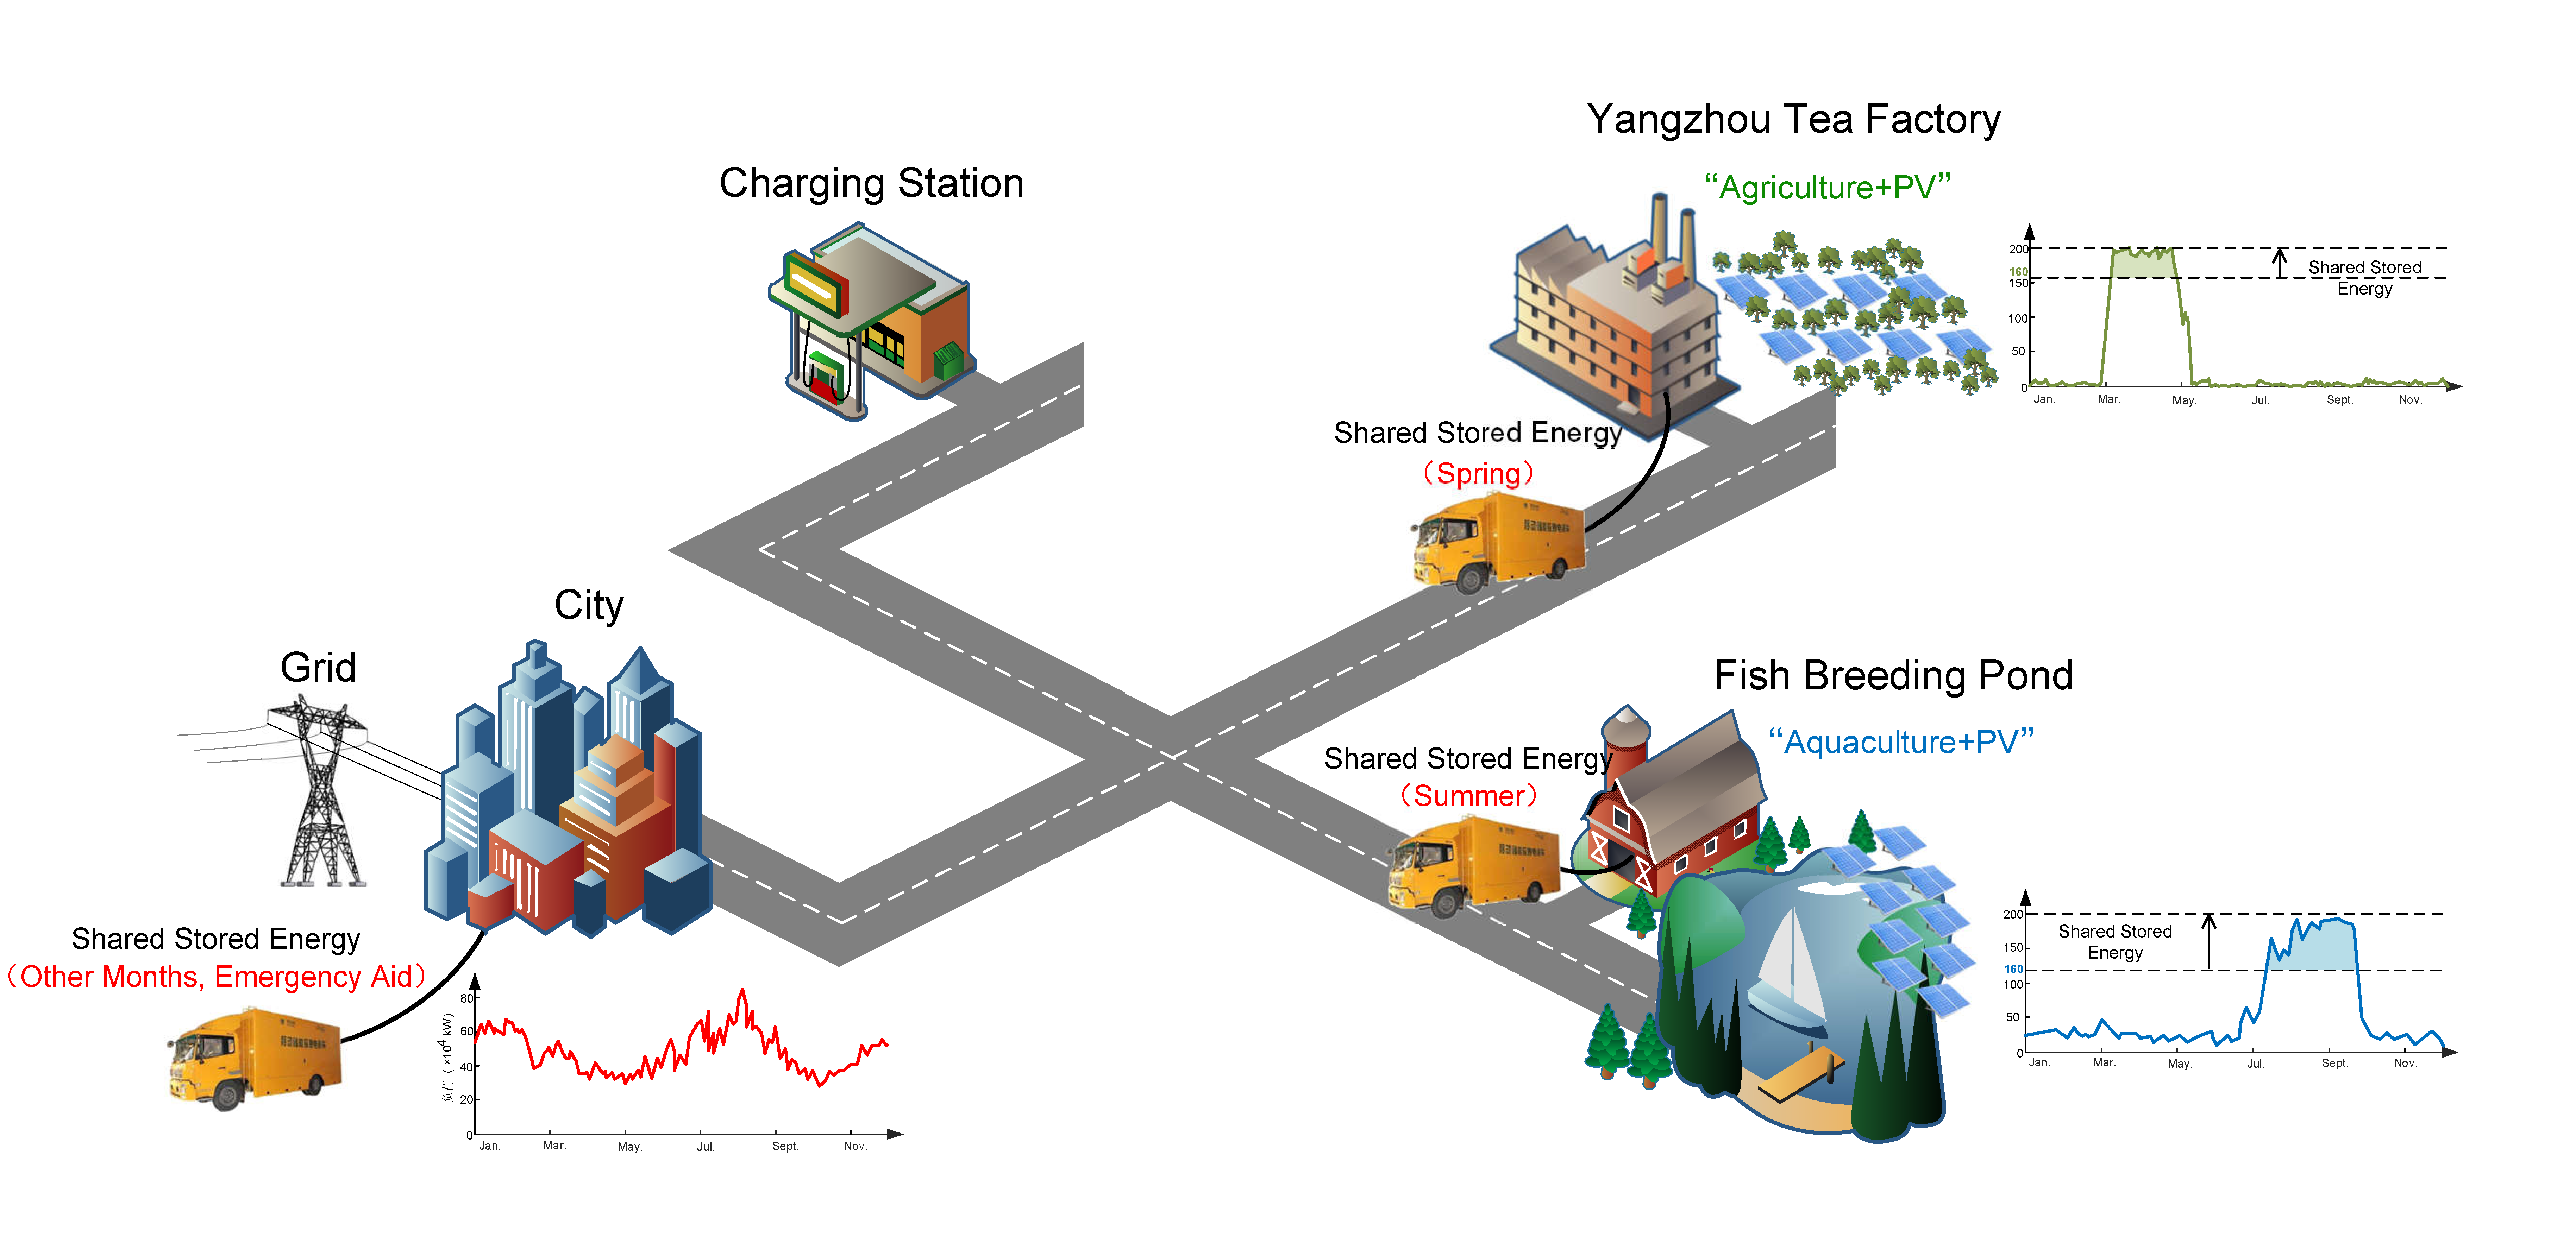 Yangzhou Tea Factory
“Agriculture+PV”
Charging Station
200
160
150
100
50
0
Shared Stored
Energy
Jan.
Mar.
May.
Jul.
Sept.
Nov.
Shared Stored Energy
（Spring）
City
Grid
Fish Breeding Pond
“Aquaculture+PV”
Shared Stored Energy
（Summer）
200
150
160
100
50
0
Shared Stored
Energy
Jan.
Mar.
May.
Jul.
Sept.
Nov.
Shared Stored Energy
（Other Months, Emergency Aid）
负荷（ ×10⁴ kW）
80
60
40
20
0
Jan.
Mar.
May.
Jul.
Sept.
Nov.